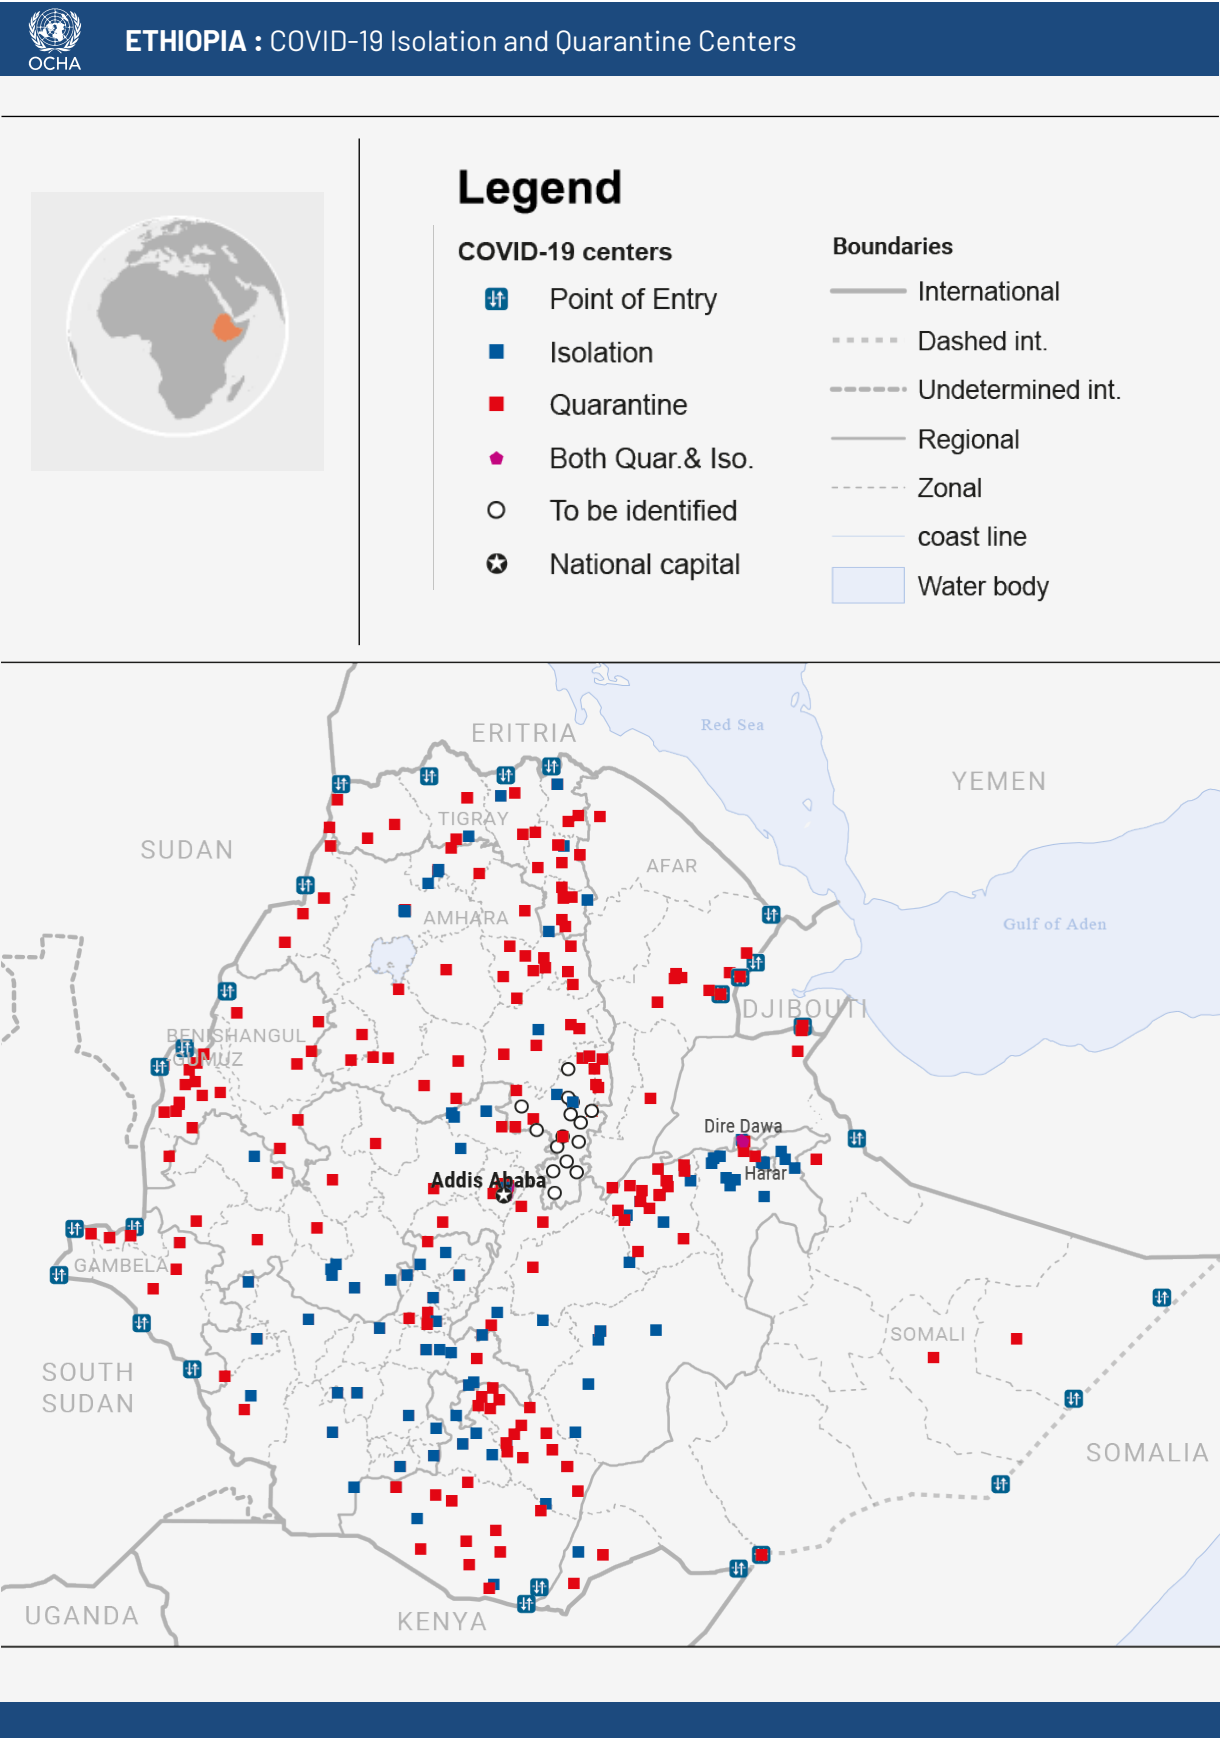 ETHIOPIA : COVID-19 Isolation and Quarantine Centers
OCHA
Legend
COVID-19 centers
Point of Entry
Isolation
Quarantine
Both Quar.& Iso.
To be identified
National capital
Boundaries
International
Dashed int.
Undetermined int.
Regional
Zonal
coast line
Water body
Red Sea
ERITRIA
YEMEN
TIGRAY
SUDAN
AFAR
AMHARA
Gulf of Aden
DJIBOUTI
BENISHANGUL
GUMUZ
Dire Dawa
Harar
Addis Ababa
GAMBELA
SOMALI
SOUTH
SUDAN
SOMALIA
UGANDA
KENYA